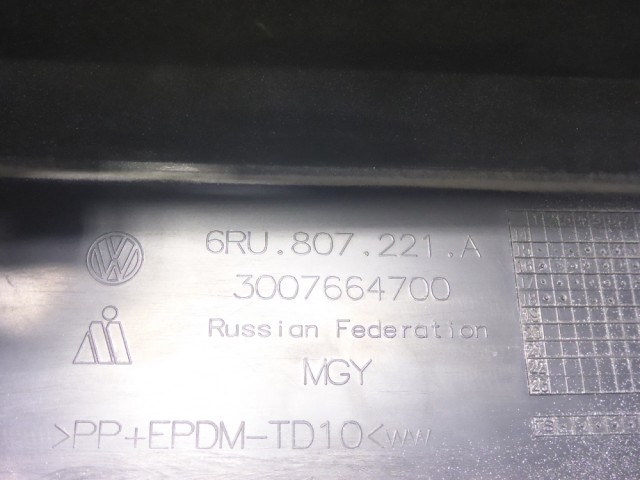 6RU.807.221.A
3007664700
Russian Federation
MGY
>PP+EPDM-TD10<